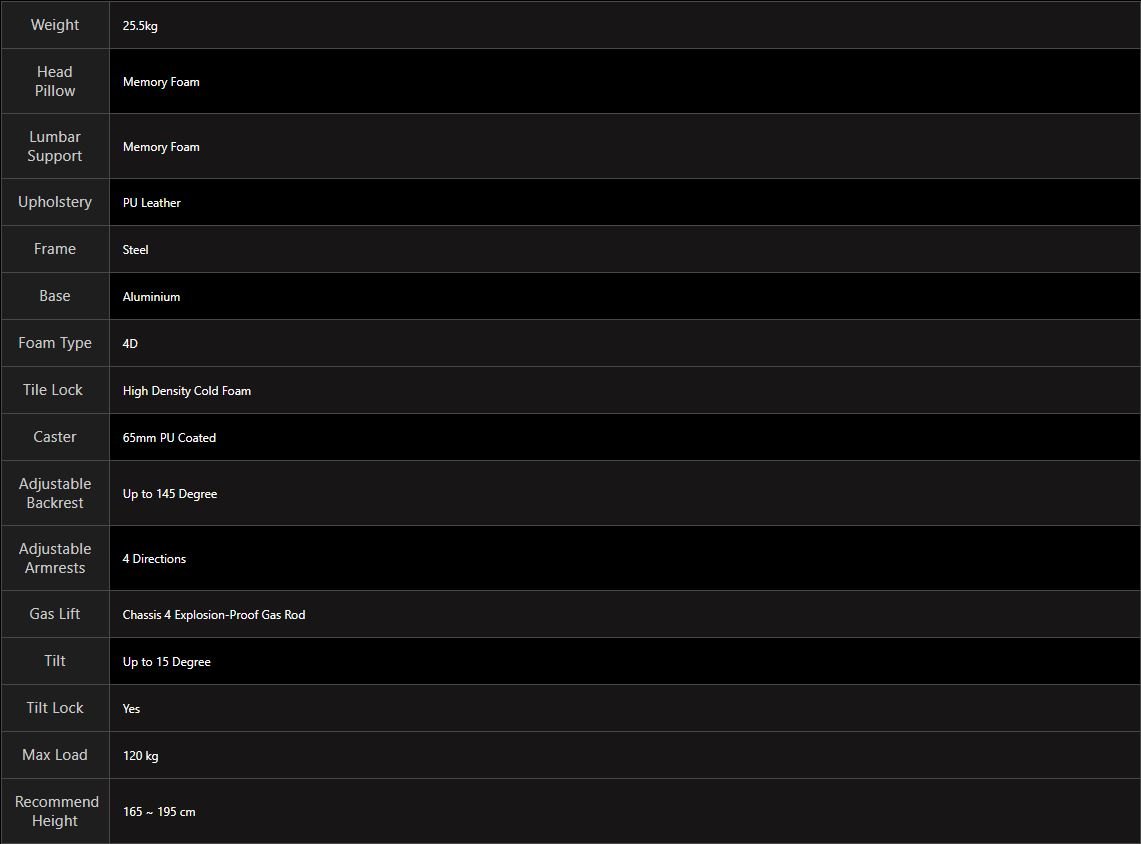 Weight
25.5kg
Head
Pillow
Memory Foam
Lumbar
Support
Memory Foam
Upholstery
PU Leather
Frame
Steel
Base
Aluminium
Foam Type
4D
Tile Lock
High Density Cold Foam
Caster
65mm PU Coated
Adjustable
Backrest
Up to 145 Degree
Adjustable
Armrests
4 Directions
Gas Lift
Chassis 4 Explosion-Proof Gas Rod
Tilt
Up to 15 Degree
Tilt Lock
Yes
Max Load
120 kg
Recommend
Height
165 ~ 195 cm